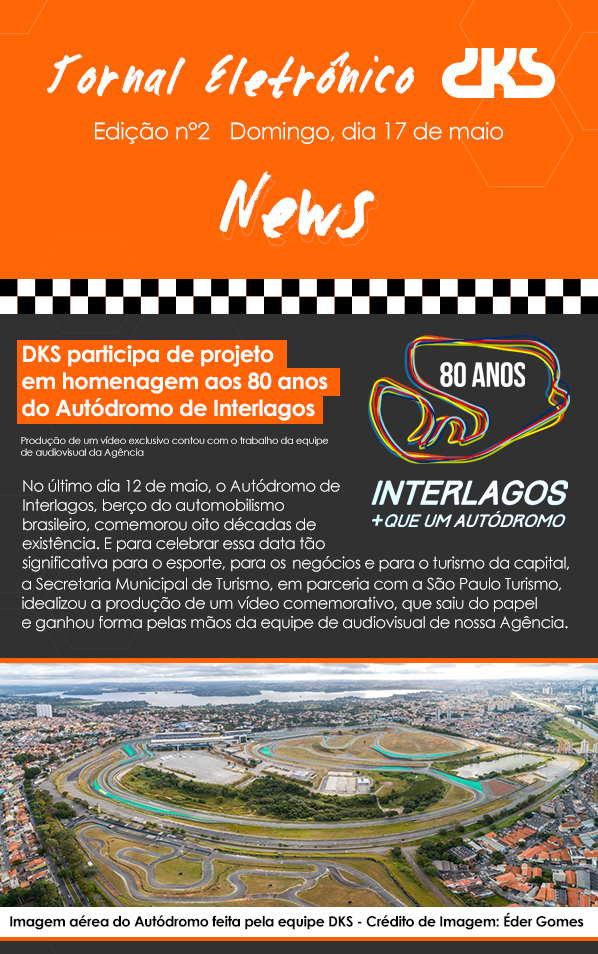 Jornal Eletrônico DKS
Edição nº2 Domingo, dia 17 de maio
News
DKS participa de projeto
em homenagem aos 80 anos
do Autódromo de Interlagos
Produção de um vídeo exclusivo contou com o trabalho da equipe
de audiovisual da Agência
80 ANOS
INTERLAGOS
+QUE UM AUTÓDROMO
No último dia 12 de maio, o Autódromo de
Interlagos, berço do automobilismo
brasileiro, comemorou oito décadas de
existência. E para celebrar essa data tão
significativa para o esporte, para os negócios e para o turismo da capital,
a Secretaria Municipal de Turismo, em parceria com a São Paulo Turismo,
idealizou a produção de um vídeo comemorativo, que saiu do papel
e ganhou forma pelas mãos da equipe de audiovisual de nossa Agência.
Imagem aérea do Autódromo feita pela equipe DKS - Crédito de Imagem: Éder Gomes